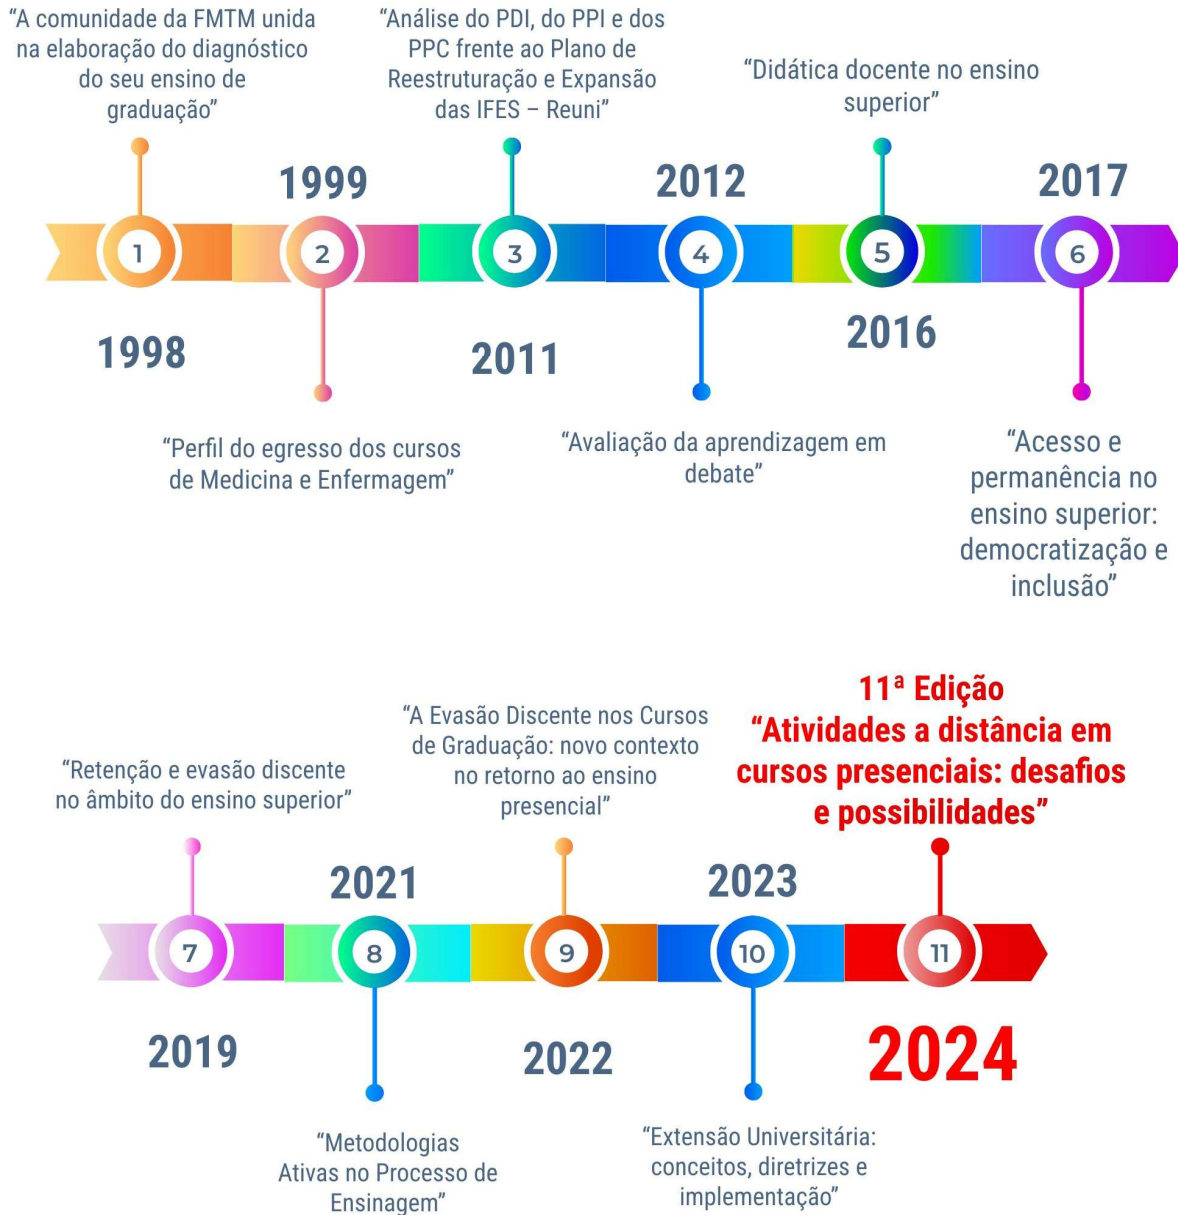 “A comunidade da FMTM unida
na elaboração do diagnóstico
do seu ensino de
graduação”
1
1998
1999
2
“Perfil do egresso dos cursos
de Medicina e Enfermagem”
“Análise do PDI, do PPI e dos
PPC frente ao Plano de
Reestruturação e Expansão
das IFES – Reuni”
3
2011
2012
4
“Avaliação da aprendizagem em
debate”
“Didática docente no ensino
superior”
5
2016
2017
6
“Acesso e
permanência no
ensino superior:
democratização e
inclusão”
“Retenção e evasão discente
no âmbito do ensino superior”
7
2019
2021
8
“Metodologias
Ativas no Processo de
Ensinagem”
“A Evasão Discente nos Cursos
de Graduação: novo contexto
no retorno ao ensino
presencial”
9
2022
2023
10
“Extensão Universitária:
conceitos, diretrizes e
implementação”
11ª Edição
“Atividades a distância em
cursos presenciais: desafios
e possibilidades”
11
2024